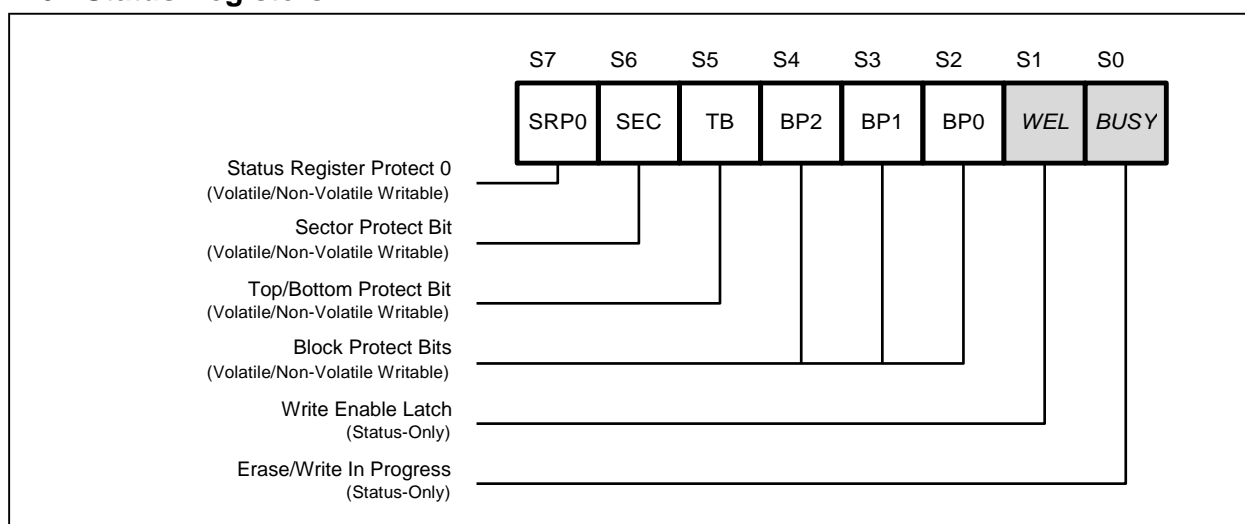 S7 S6 S5 S4 S3 S2 S1 S0
SRP0 SEC TB BP2 BP1 BP0 WEL BUSY
Status Register Protect 0
(Volatile/Non-Volatile Writable)
Sector Protect Bit
(Volatile/Non-Volatile Writable)
Top/Bottom Protect Bit
(Volatile/Non-Volatile Writable)
Block Protect Bits
(Volatile/Non-Volatile Writable)
Write Enable Latch
(Status-Only)
Erase/Write In Progress
(Status-Only)